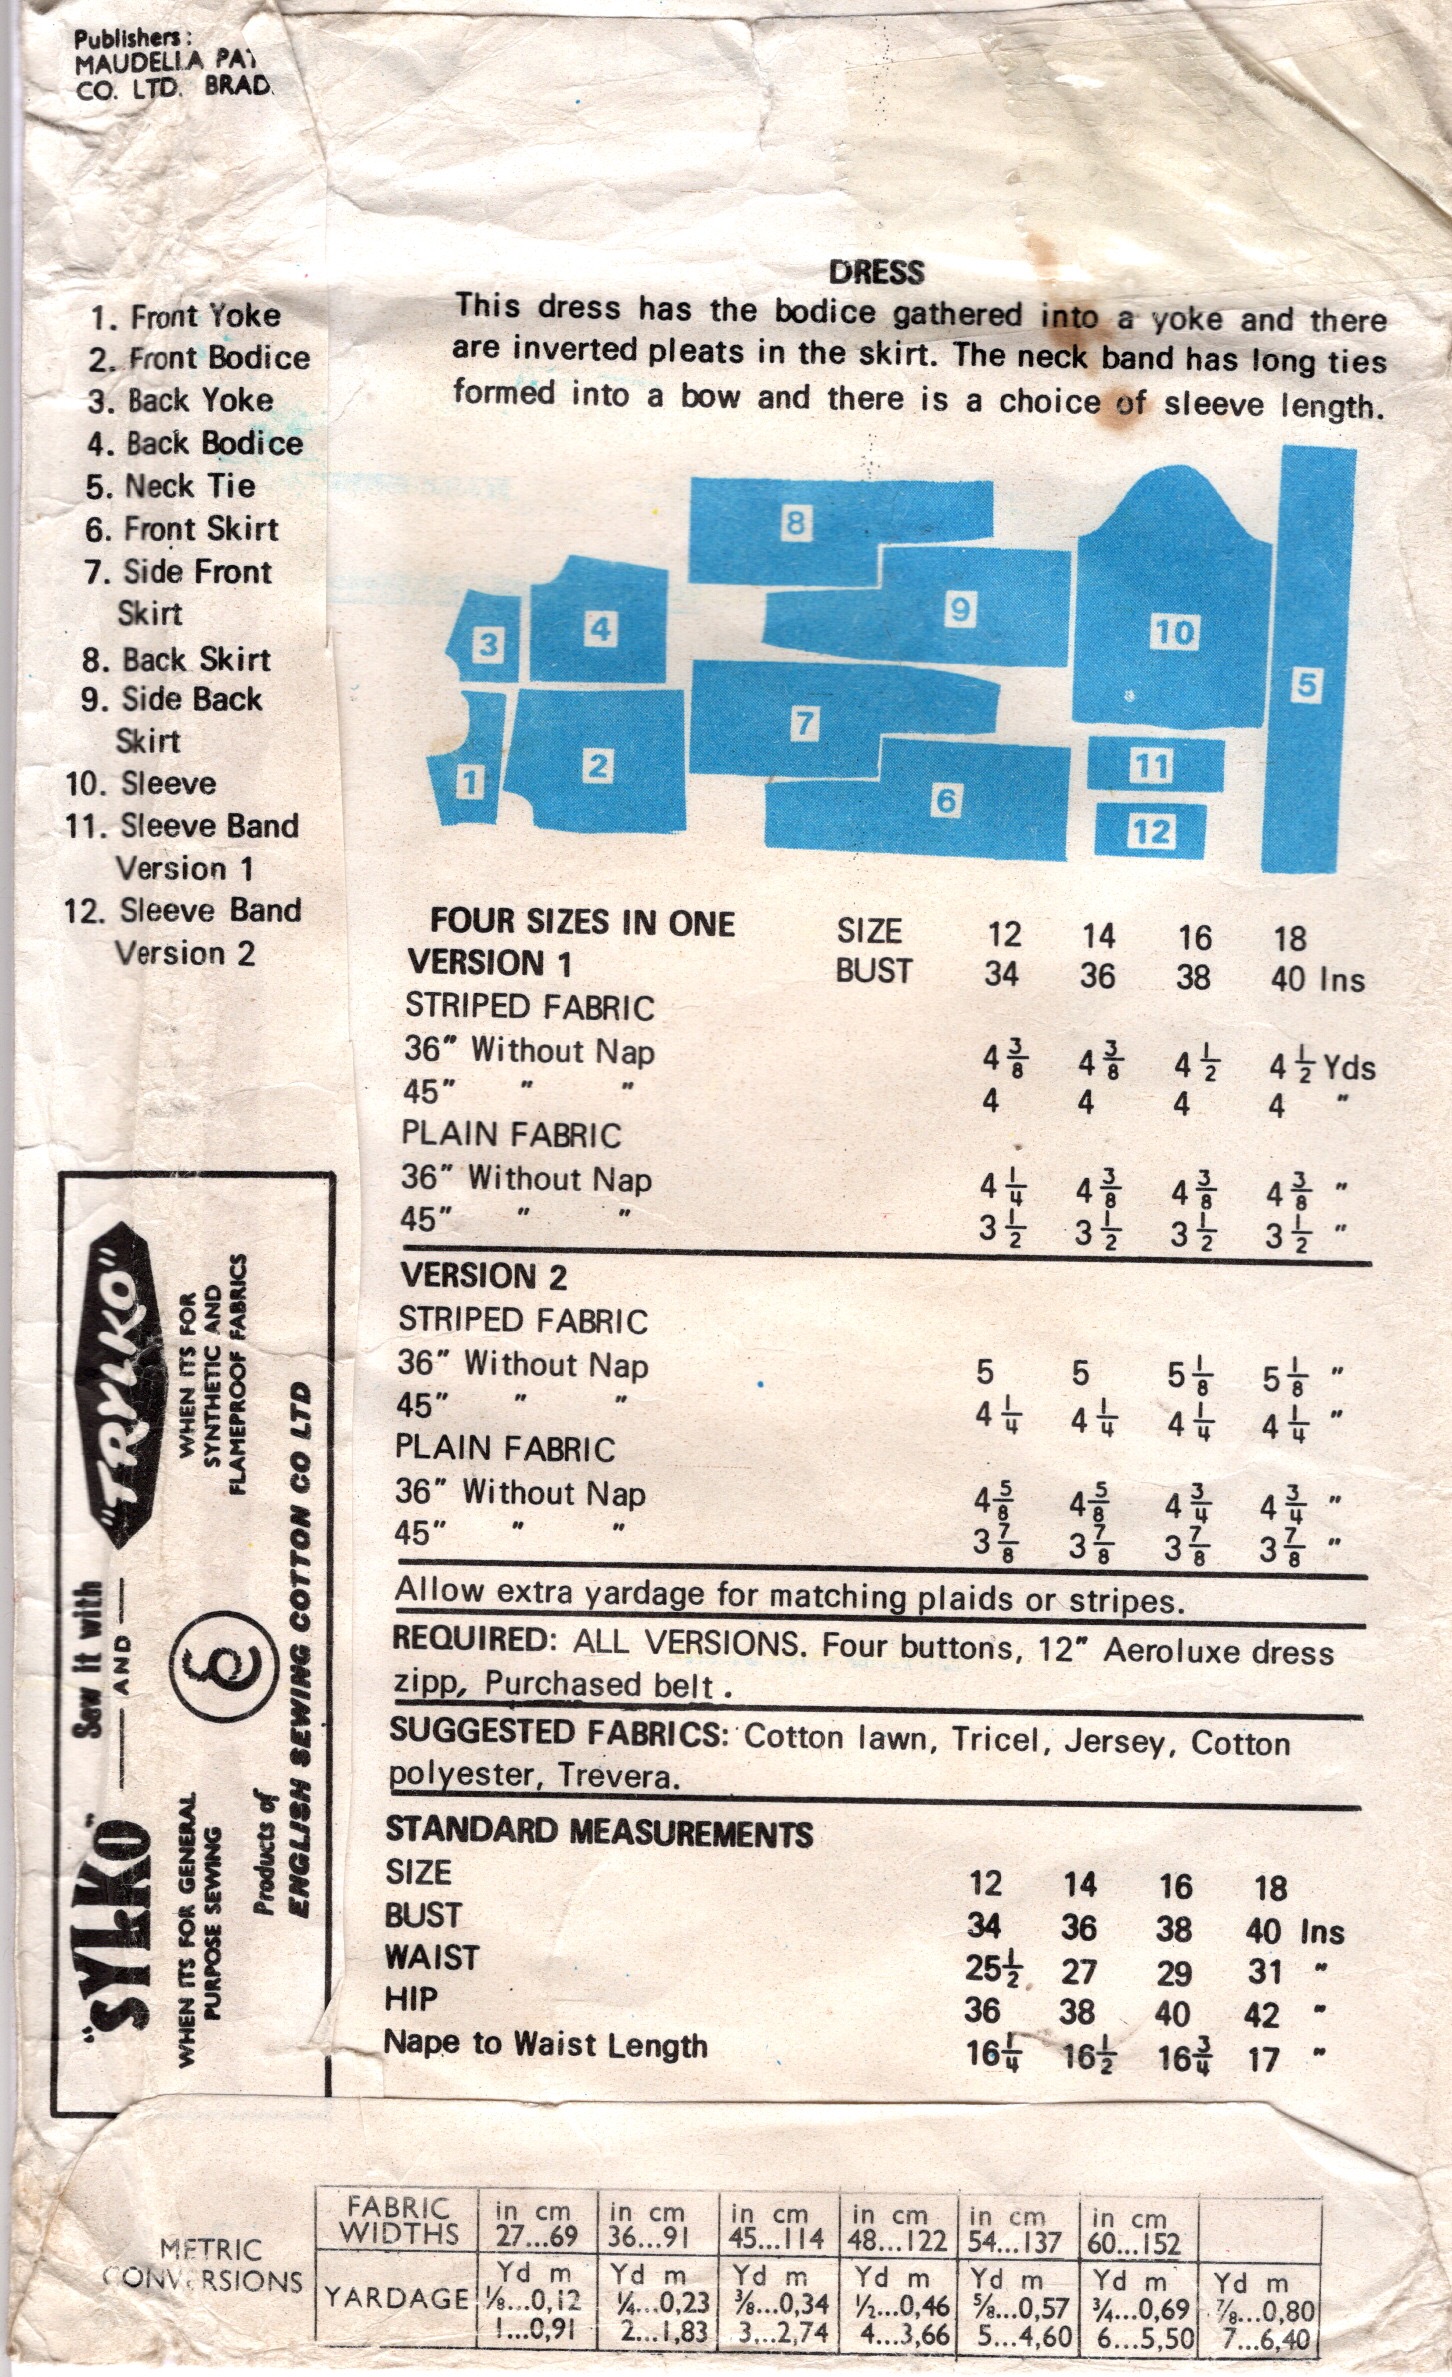 Publishers:
MAUDELLA
CO. LTD. BRAD.
1. Front Yoke
2. Front Bodice
3. Back Yoke
4. Back Bodice
5. Neck Tie
6. Front Skirt
7. Side Front
Skirt
8. Back Skirt
9. Side Back
Skirt
10. Sleeve
11. Sleeve Band
Version 1
12. Sleeve Band
Version 2
DRESS
This dress has the bodice gathered into a yoke and there
are inverted pleats in the skirt. The neck band has long ties
formed into a bow and there is a choice of sleeve length.
8
9
10
5
3
4
7
1
2
6
11
12
FOUR SIZES IN ONE SIZE 12 14 16 18
VERSION 1 BUST 34 36 38 40 Ins
STRIPED FABRIC
36" Without Nap 4 3/8 4 3/8 4 1/2 4 1/2 Yds
45" " " 4 4 4 4 "
PLAIN FABRIC
36" Without Nap 4 1/4 4 3/8 4 3/8 4 3/8 "
45" " " 3 1/2 3 1/2 3 1/2 3 1/2 "
VERSION 2
STRIPED FABRIC
36" Without Nap 5 5 5 1/8 5 1/8 "
45" " " 4 1/4 4 1/4 4 1/4 4 1/4 "
PLAIN FABRIC
36" Without Nap 4 5/8 4 5/8 4 3/4 4 3/4 "
45" " " 3 7/8 3 7/8 3 7/8 3 7/8 "
Allow extra yardage for matching plaids or stripes.
REQUIRED: ALL VERSIONS. Four buttons, 12" Aeroluxe dress
zipp, Purchased belt.
SUGGESTED FABRICS: Cotton lawn, Tricel, Jersey, Cotton
polyester, Trevera.
STANDARD MEASUREMENTS
SIZE 12 14 16 18
BUST 34 36 38 40 Ins
WAIST 25 1/2 27 29 31 "
HIP 36 38 40 42 "
Nape to Waist Length 16 1/4 16 1/2 16 3/4 17 "
Sew it with
"SYLKO"
WHEN ITS FOR GENERAL
PURPOSE SEWING
AND
"TRYLKO"
WHEN ITS FOR
SYNTHETIC AND
FLAMEPROOF FABRICS
Products of
ENGLISH SEWING COTTON CO LTD
METRIC
CONVERSIONS
FABRIC WIDTHS in cm 27...69 in cm 36...91 in cm 45...114 in cm 48...122 in cm 54...137 in cm 60...152
YARDAGE Yd m Yd m Yd m Yd m Yd m Yd m Yd m
⅛...0,12 ¼...0,23 ⅜...0,34 ½...0,46 ⅝...0,57 ¾...0,69 ⅞...0,80
1...0,91 2...1,83 3...2,74 4...3,66 5...4,60 6...5,50 7...6,40